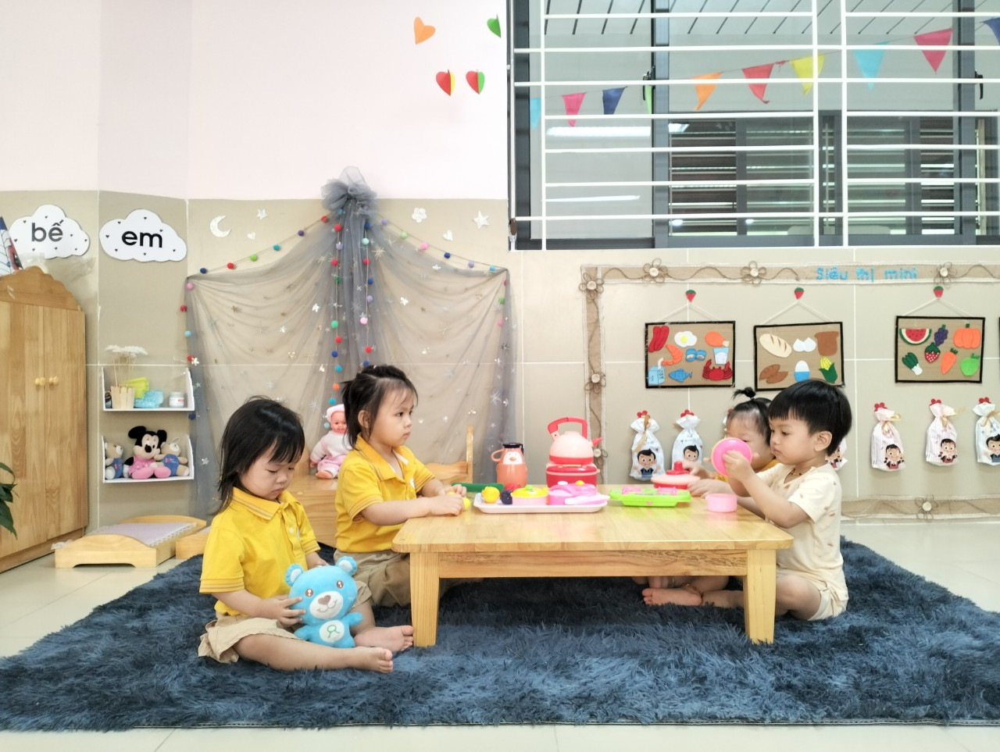 bế
em
Siêu thị mini